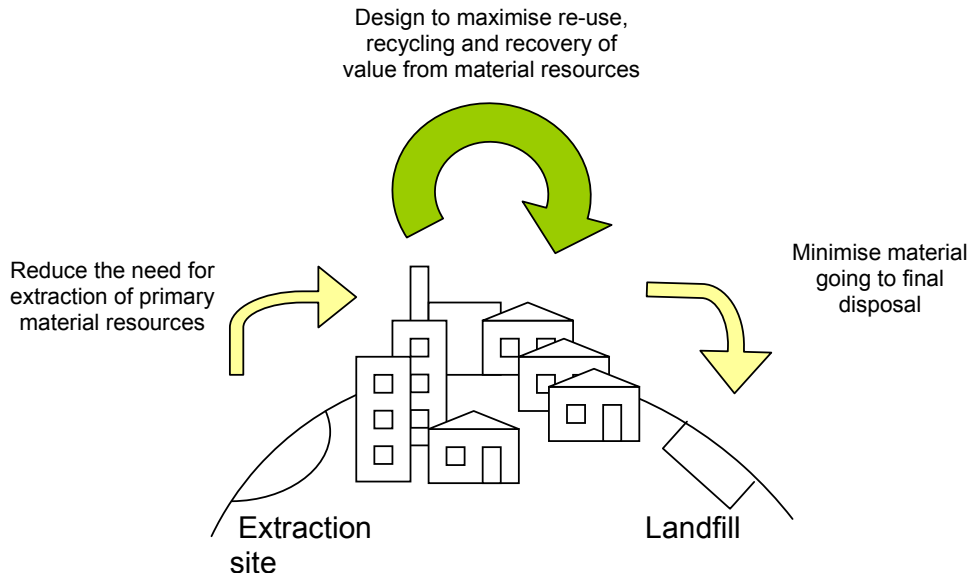 Design to maximise re-use,
recycling and recovery of
value from material resources
Reduce the need for
extraction of primary
material resources
Minimise material
going to final
disposal
Extraction
site
Landfill